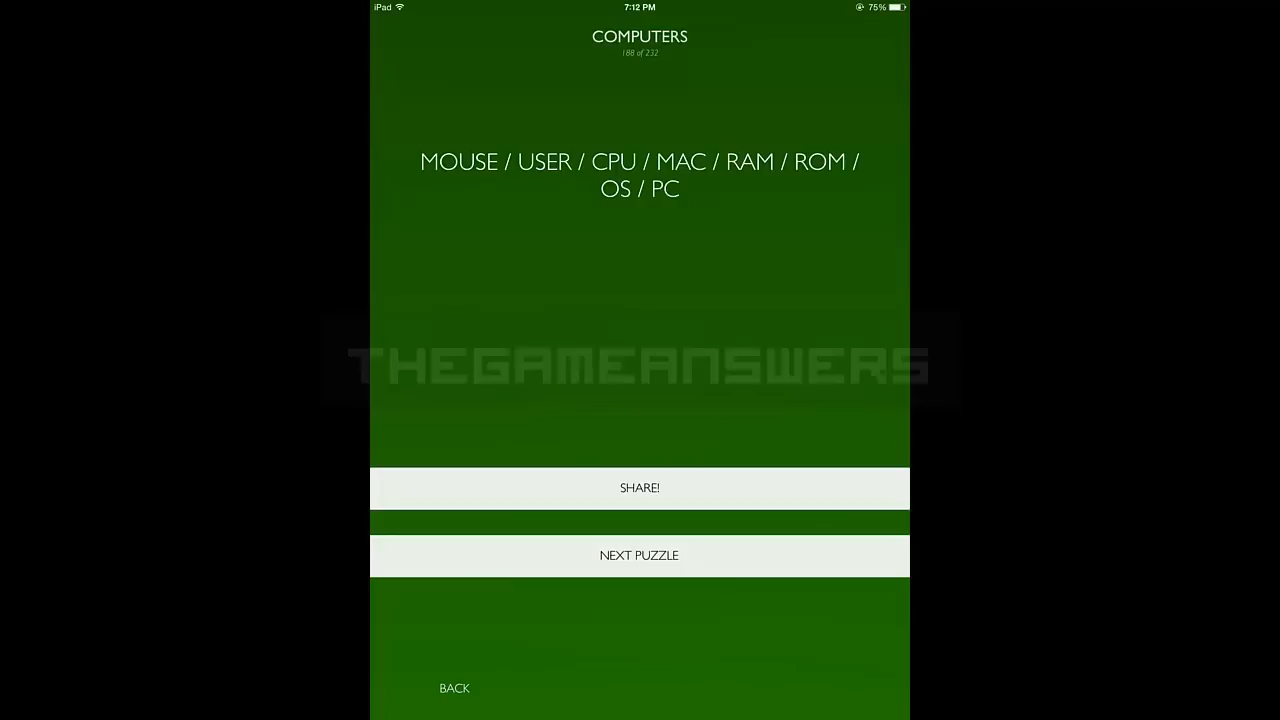 iPad 7:12 PM 75%
COMPUTERS
188 of 232
MOUSE / USER / CPU / MAC / RAM / ROM /
OS / PC
THEGAMEANSWERS
SHARE!
NEXT PUZZLE
BACK